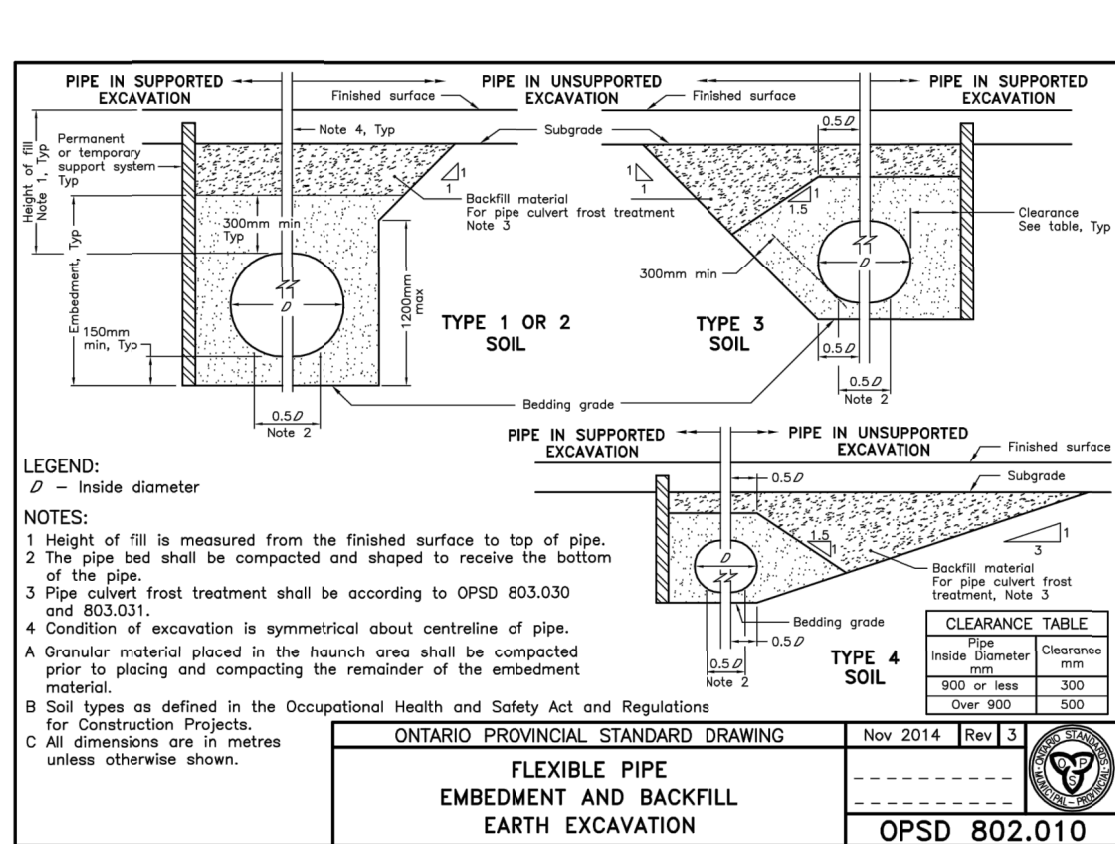 PIPE IN SUPPORTED
EXCAVATION
PIPE IN UNSUPPORTED
EXCAVATION
PIPE IN SUPPORTED
EXCAVATION
Finished surface
Finished surface
Note 4, Typ
Subgrade
0.5D
Height of fill
Note 1, Typ
Permanent
or temporary
support system
Typ
1
1
1
1
1
1.5
Backfill material
For pipe culvert frost treatment
Note 3
300mm min
Typ
Clearance
See table, Typ
D
D
300mm min
Embedment, Typ
150mm
min, Typ
1200mm
max
TYPE 1 OR 2
SOIL
TYPE 3
SOIL
0.5D
0.5D
Note 2
0.5D
Note 2
Bedding grade
PIPE IN SUPPORTED
EXCAVATION
PIPE IN UNSUPPORTED
EXCAVATION
Finished surface
Subgrade
0.5D
1.5
1
1
3
D
Backfill material
For pipe culvert frost
treatment, Note 3
Bedding grade
0.5D
0.5D
Note 2
TYPE 4
SOIL
LEGEND:
D – Inside diameter
NOTES:
1 Height of fill is measured from the finished surface to top of pipe.
2 The pipe bed shall be compacted and shaped to receive the bottom
of the pipe.
3 Pipe culvert frost treatment shall be according to OPSD 803.030
and 803.031.
4 Condition of excavation is symmetrical about centreline of pipe.
A Granular material placed in the haunch area shall be compacted
prior to placing and compacting the remainder of the embedment
material.
B Soil types as defined in the Occupational Health and Safety Act and Regulations
for Construction Projects.
C All dimensions are in metres
unless otherwise shown.
CLEARANCE TABLE
Pipe
Inside Diameter
mm
Clearance
mm
900 or less 300
Over 900 500
ONTARIO PROVINCIAL STANDARD DRAWING
Nov 2014 Rev 3
FLEXIBLE PIPE
EMBEDMENT AND BACKFILL
EARTH EXCAVATION
OPSD 802.010
ONTARIO STANDARDS
MUNICIPAL – PROVINCIAL
O P S